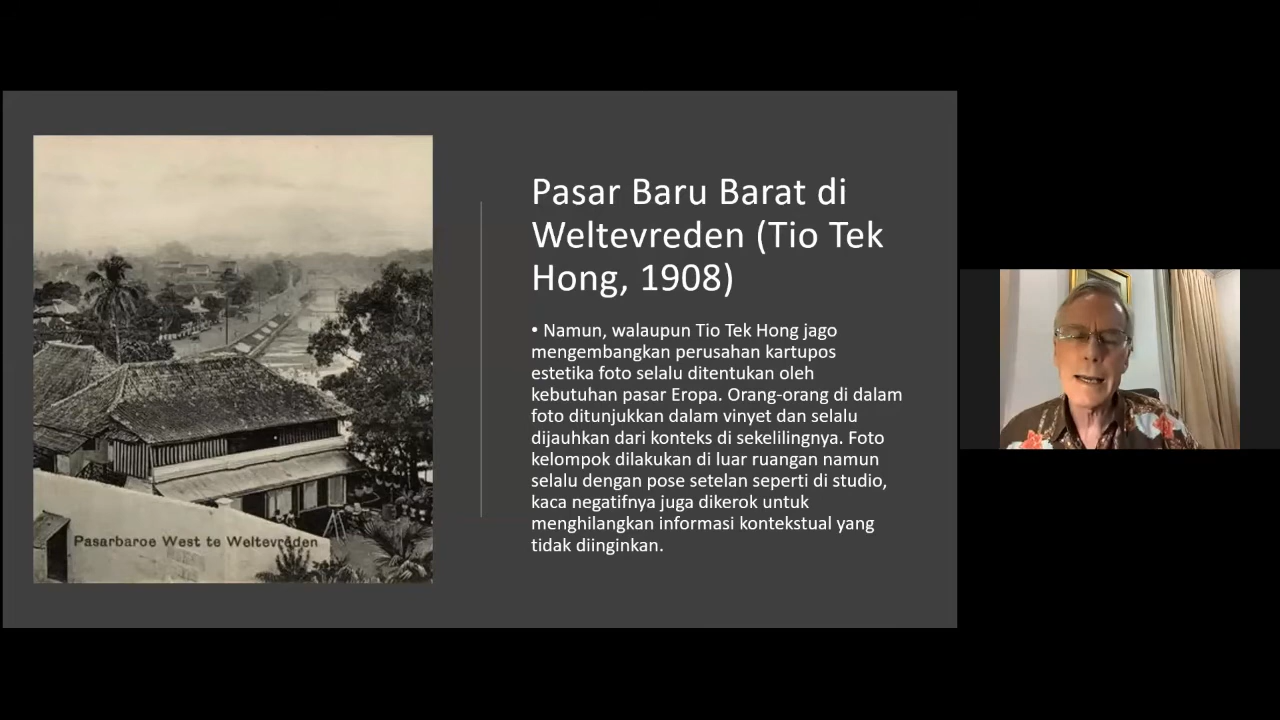 Pasar Baru Barat di
Weltevreden (Tio Tek
Hong, 1908)
• Namun, walaupun Tio Tek Hong jago
mengembangkan perusahan kartupos
estetika foto selalu ditentukan oleh
kebutuhan pasar Eropa. Orang-orang di dalam
foto ditunjukkan dalam vinyet dan selalu
dijauhkan dari konteks di sekelilingnya. Foto
kelompok dilakukan di luar ruangan namun
selalu dengan pose setelan seperti di studio,
kaca negatifnya juga dikerok untuk
menghilangkan informasi kontekstual yang
tidak diinginkan.
Pasarbaroe West te Weltevreden